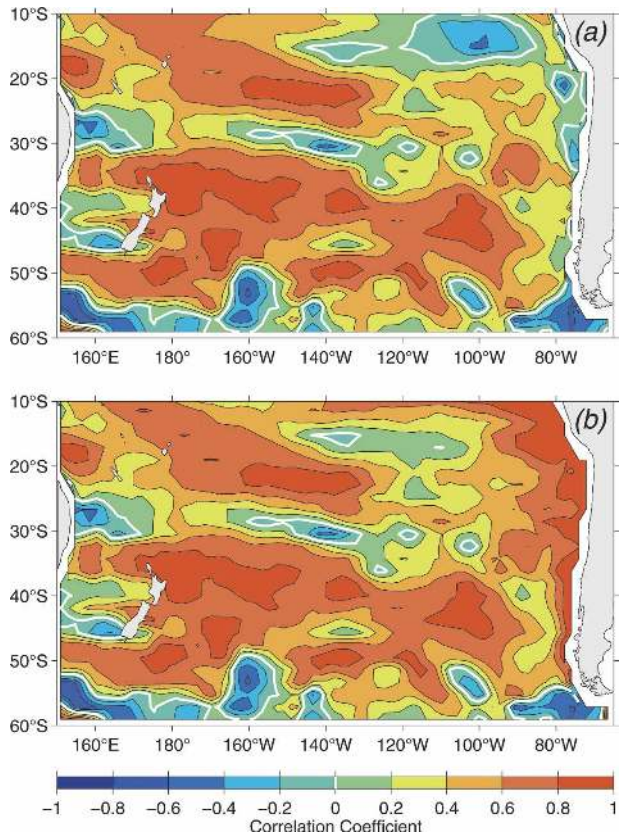 10°S
(a)
20°S
30°S
40°S
50°S
60°S
160°E 180° 160°W 140°W 120°W 100°W 80°W
10°S
(b)
20°S
30°S
40°S
50°S
60°S
160°E 180° 160°W 140°W 120°W 100°W 80°W
−1 −0.8 −0.6 −0.4 −0.2 0 0.2 0.4 0.6 0.8 1
Correlation Coefficient